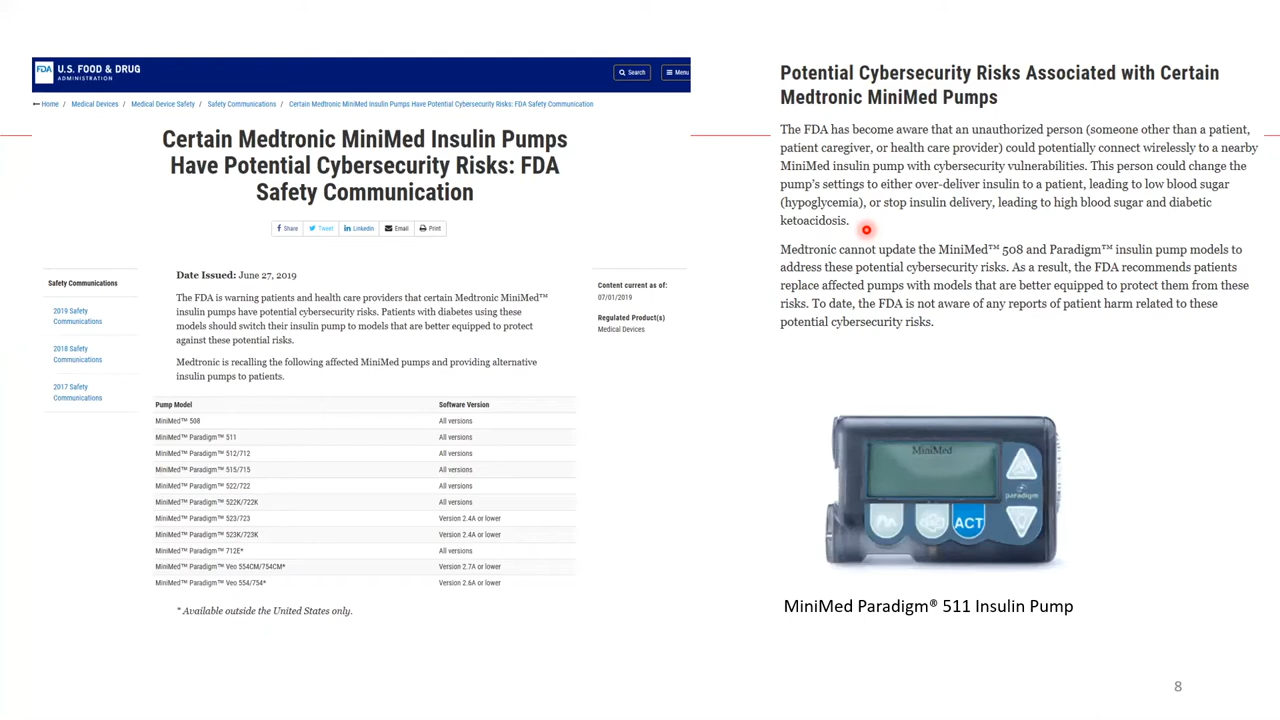 FDA U.S. FOOD & DRUG
ADMINISTRATION
Search
Menu
Home / Medical Devices / Medical Device Safety / Safety Communications / Certain Medtronic MiniMed Insulin Pumps Have Potential Cybersecurity Risks: FDA Safety Communication
Certain Medtronic MiniMed Insulin Pumps
Have Potential Cybersecurity Risks: FDA
Safety Communication
Share Tweet Linkedin Email Print
Safety Communications
2019 Safety
Communications
2018 Safety
Communications
2017 Safety
Communications
Date Issued: June 27, 2019
The FDA is warning patients and health care providers that certain Medtronic MiniMed™
insulin pumps have potential cybersecurity risks. Patients with diabetes using these
models should switch their insulin pump to models that are better equipped to protect
against these potential risks.
Medtronic is recalling the following affected MiniMed pumps and providing alternative
insulin pumps to patients.
Pump Model Software Version
MiniMed™ 508 All versions
MiniMed™ Paradigm™ 511 All versions
MiniMed™ Paradigm™ 512/712 All versions
MiniMed™ Paradigm™ 515/715 All versions
MiniMed™ Paradigm™ 522/722 All versions
MiniMed™ Paradigm™ 522K/722K All versions
MiniMed™ Paradigm™ 523/723 Version 2.4A or lower
MiniMed™ Paradigm™ 523K/723K Version 2.4A or lower
MiniMed™ Paradigm™ 712E* All versions
MiniMed™ Paradigm™ Veo 554CM/754CM* Version 2.7A or lower
MiniMed™ Paradigm™ Veo 554/754* Version 2.6A or lower
* Available outside the United States only.
Content current as of:
07/01/2019
Regulated Product(s)
Medical Devices
Potential Cybersecurity Risks Associated with Certain
Medtronic MiniMed Pumps
The FDA has become aware that an unauthorized person (someone other than a patient,
patient caregiver, or health care provider) could potentially connect wirelessly to a nearby
MiniMed insulin pump with cybersecurity vulnerabilities. This person could change the
pump's settings to either over-deliver insulin to a patient, leading to low blood sugar
(hypoglycemia), or stop insulin delivery, leading to high blood sugar and diabetic
ketoacidosis.
Medtronic cannot update the MiniMed™ 508 and Paradigm™ insulin pump models to
address these potential cybersecurity risks. As a result, the FDA recommends patients
replace affected pumps with models that are better equipped to protect them from these
risks. To date, the FDA is not aware of any reports of patient harm related to these
potential cybersecurity risks.
MiniMed
paradigm
ACT
MiniMed Paradigm® 511 Insulin Pump
8